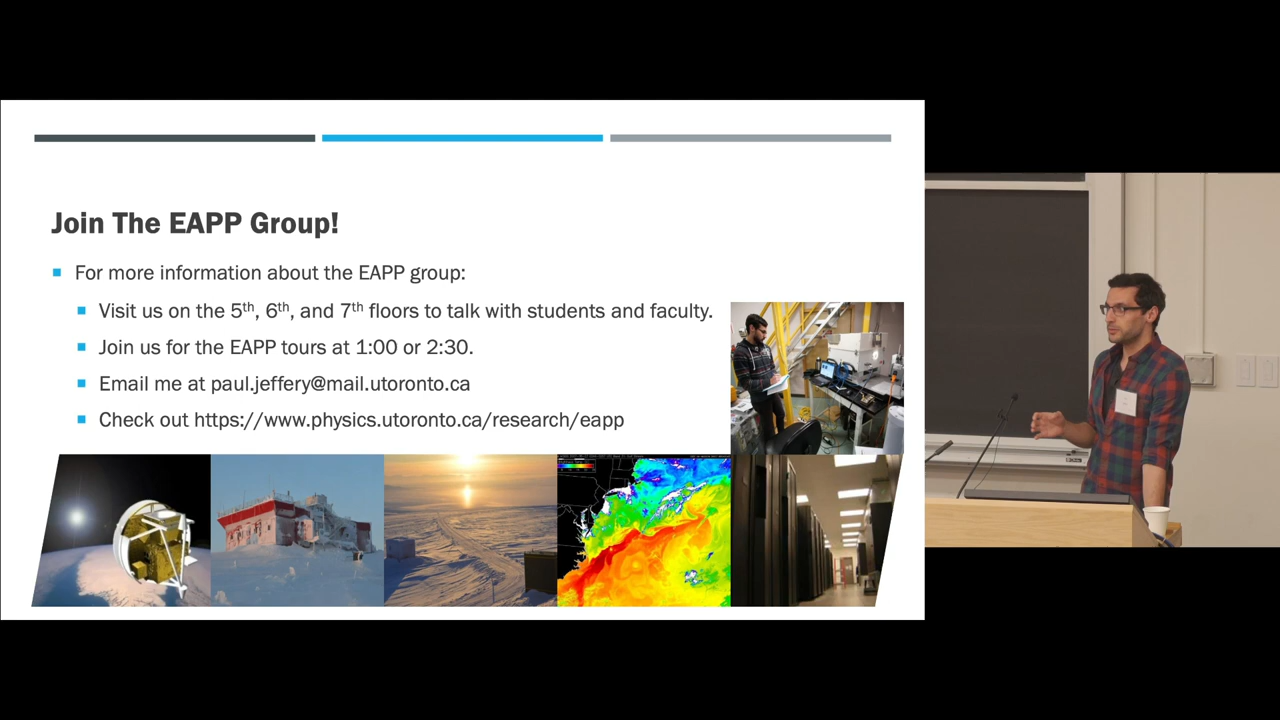 Join The EAPP Group!
For more information about the EAPP group:
Visit us on the 5th, 6th, and 7th floors to talk with students and faculty.
Join us for the EAPP tours at 1:00 or 2:30.
Email me at paul.jeffery@mail.utoronto.ca
Check out https://www.physics.utoronto.ca/research/eapp